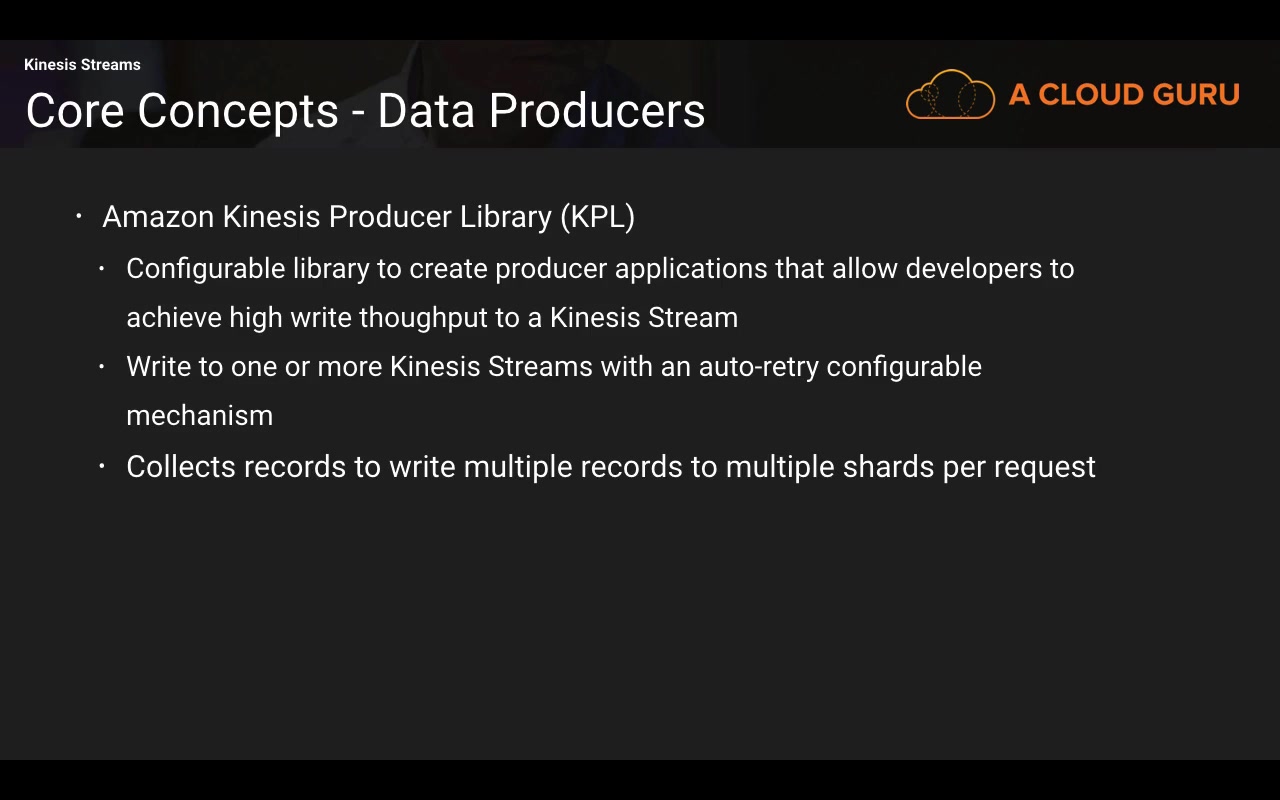 Kinesis Streams
Core Concepts - Data Producers
A CLOUD GURU
• Amazon Kinesis Producer Library (KPL)
• Configurable library to create producer applications that allow developers to
achieve high write thoughput to a Kinesis Stream
• Write to one or more Kinesis Streams with an auto-retry configurable
mechanism
• Collects records to write multiple records to multiple shards per request